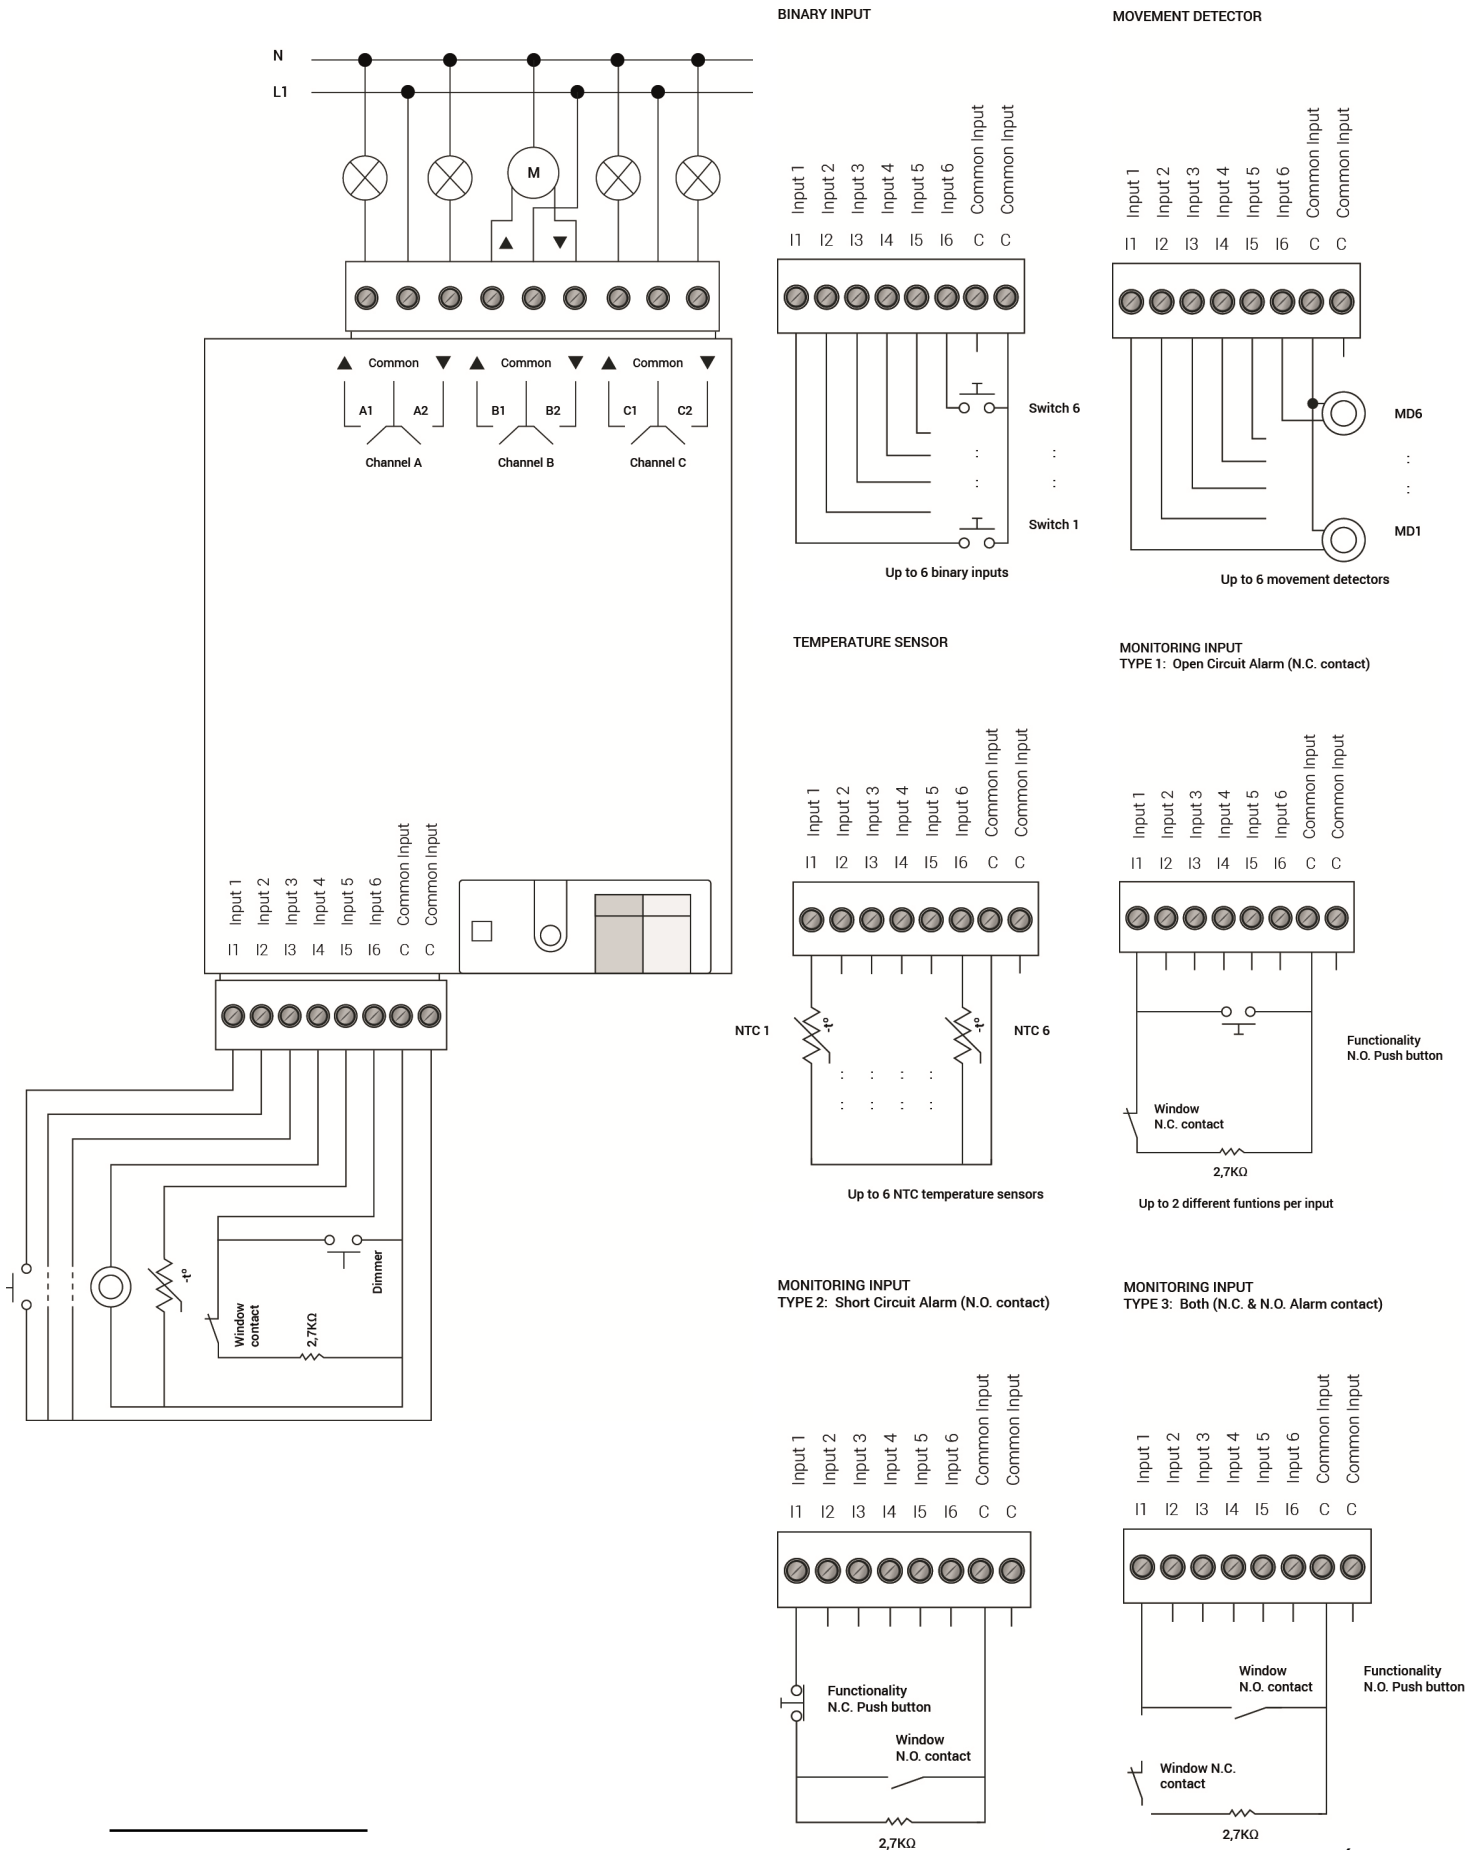 N
L1
M
▲ ▼
▲ Common ▼ ▲ Common ▼ ▲ Common ▼
A1 A2 B1 B2 C1 C2
Channel A Channel B Channel C
Input 1 Input 2 Input 3 Input 4 Input 5 Input 6 Common Input Common Input
I1 I2 I3 I4 I5 I6 C C
-tº
Window
contact
2,7KΩ
Dimmer
BINARY INPUT
Input 1 Input 2 Input 3 Input 4 Input 5 Input 6 Common Input Common Input
I1 I2 I3 I4 I5 I6 C C
Switch 6
: :
: :
Switch 1
Up to 6 binary inputs
MOVEMENT DETECTOR
Input 1 Input 2 Input 3 Input 4 Input 5 Input 6 Common Input Common Input
I1 I2 I3 I4 I5 I6 C C
MD6
:
:
MD1
Up to 6 movement detectors
TEMPERATURE SENSOR
Input 1 Input 2 Input 3 Input 4 Input 5 Input 6 Common Input Common Input
I1 I2 I3 I4 I5 I6 C C
NTC 1 -tº -tº NTC 6
: : : :
: : : :
Up to 6 NTC temperature sensors
MONITORING INPUT
TYPE 1: Open Circuit Alarm (N.C. contact)
Input 1 Input 2 Input 3 Input 4 Input 5 Input 6 Common Input Common Input
I1 I2 I3 I4 I5 I6 C C
Functionality
N.O. Push button
Window
N.C. contact
2,7KΩ
Up to 2 different funtions per input
MONITORING INPUT
TYPE 2: Short Circuit Alarm (N.O. contact)
Input 1 Input 2 Input 3 Input 4 Input 5 Input 6 Common Input Common Input
I1 I2 I3 I4 I5 I6 C C
Functionality
N.C. Push button
Window
N.O. contact
2,7KΩ
MONITORING INPUT
TYPE 3: Both (N.C. & N.O. Alarm contact)
Input 1 Input 2 Input 3 Input 4 Input 5 Input 6 Common Input Common Input
I1 I2 I3 I4 I5 I6 C C
Window
N.O. contact
Functionality
N.O. Push button
Window N.C.
contact
2,7KΩ